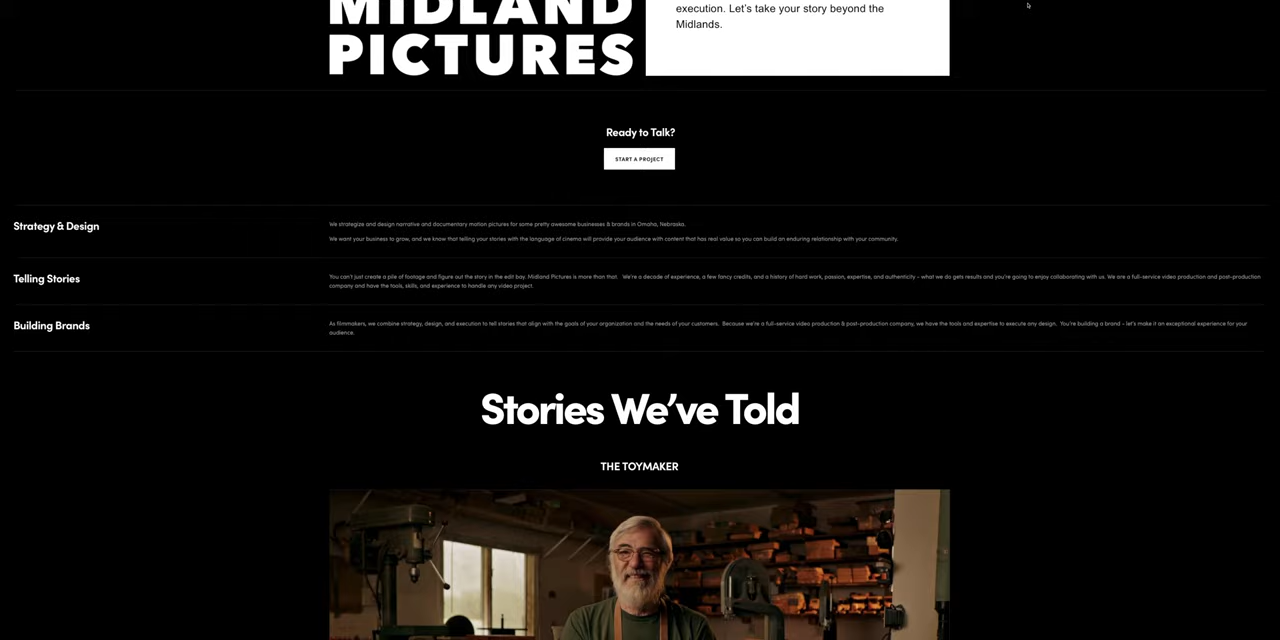 MIDLAND
PICTURES
execution. Let's take your story beyond the
Midlands.
Ready to Talk?
START A PROJECT
Strategy & Design
We strategize and design narrative and documentary motion pictures for some pretty awesome businesses & brands in Omaha, Nebraska.
We want your business to grow, and we know that telling your stories with the language of cinema will provide your audience with content that has real value so you can build an enduring relationship with your community.
Telling Stories
You can't just create a pile of footage and figure out the story in the edit bay. Midland Pictures is more than that. We're a decade of experience, a few fancy credits, and a history of hard work, passion, expertise, and authenticity - what we do gets results and you're going to enjoy collaborating with us. We are a full-service video production and post-production
company and have the tools, skills, and experience to handle any video project.
Building Brands
As filmmakers, we combine strategy, design, and execution to tell stories that align with the goals of your organization and the needs of your customers. Because we're a full-service video production & post-production company, we have the tools and expertise to execute any design. You're building a brand - let's make it an exceptional experience for your
audience.
Stories We've Told
THE TOYMAKER